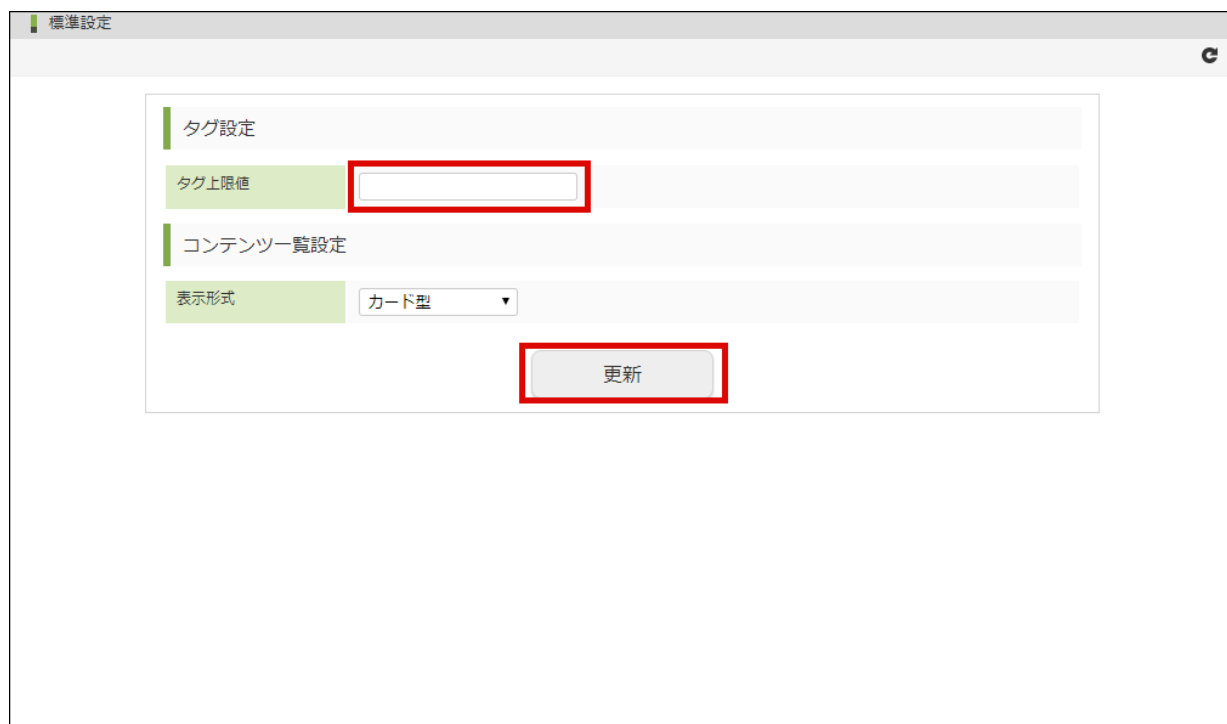 標準設定
タグ設定
タグ上限値
コンテンツ一覧設定
表示形式
カード型
更新